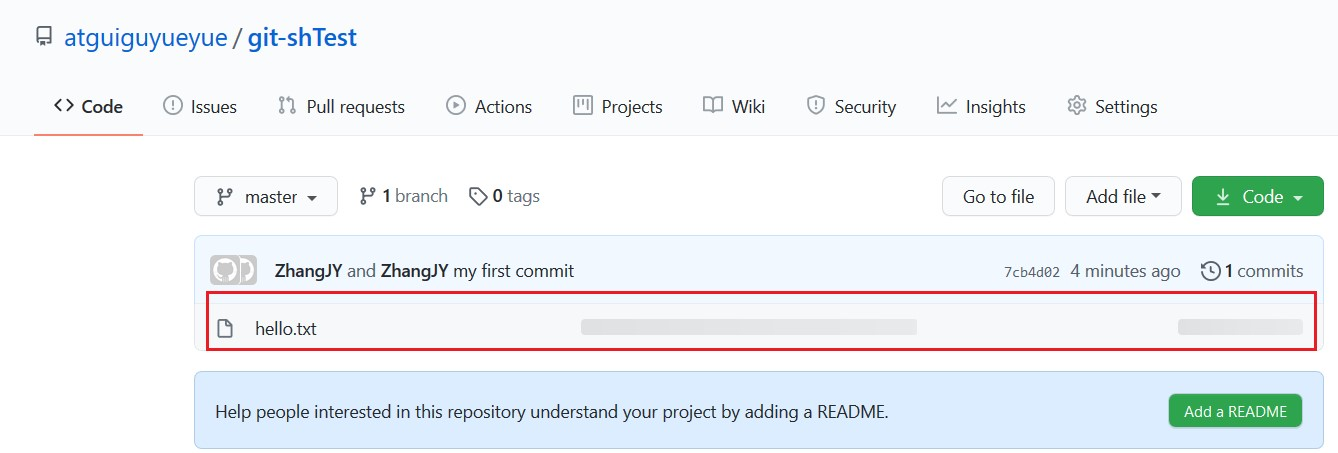 atguiguyueyue / git-shTest
Code Issues Pull requests Actions Projects Wiki Security Insights Settings
master 1 branch 0 tags Go to file Add file Code
ZhangJY and ZhangJY my first commit 7cb4d02 4 minutes ago 1 commits
hello.txt
Help people interested in this repository understand your project by adding a README. Add a README